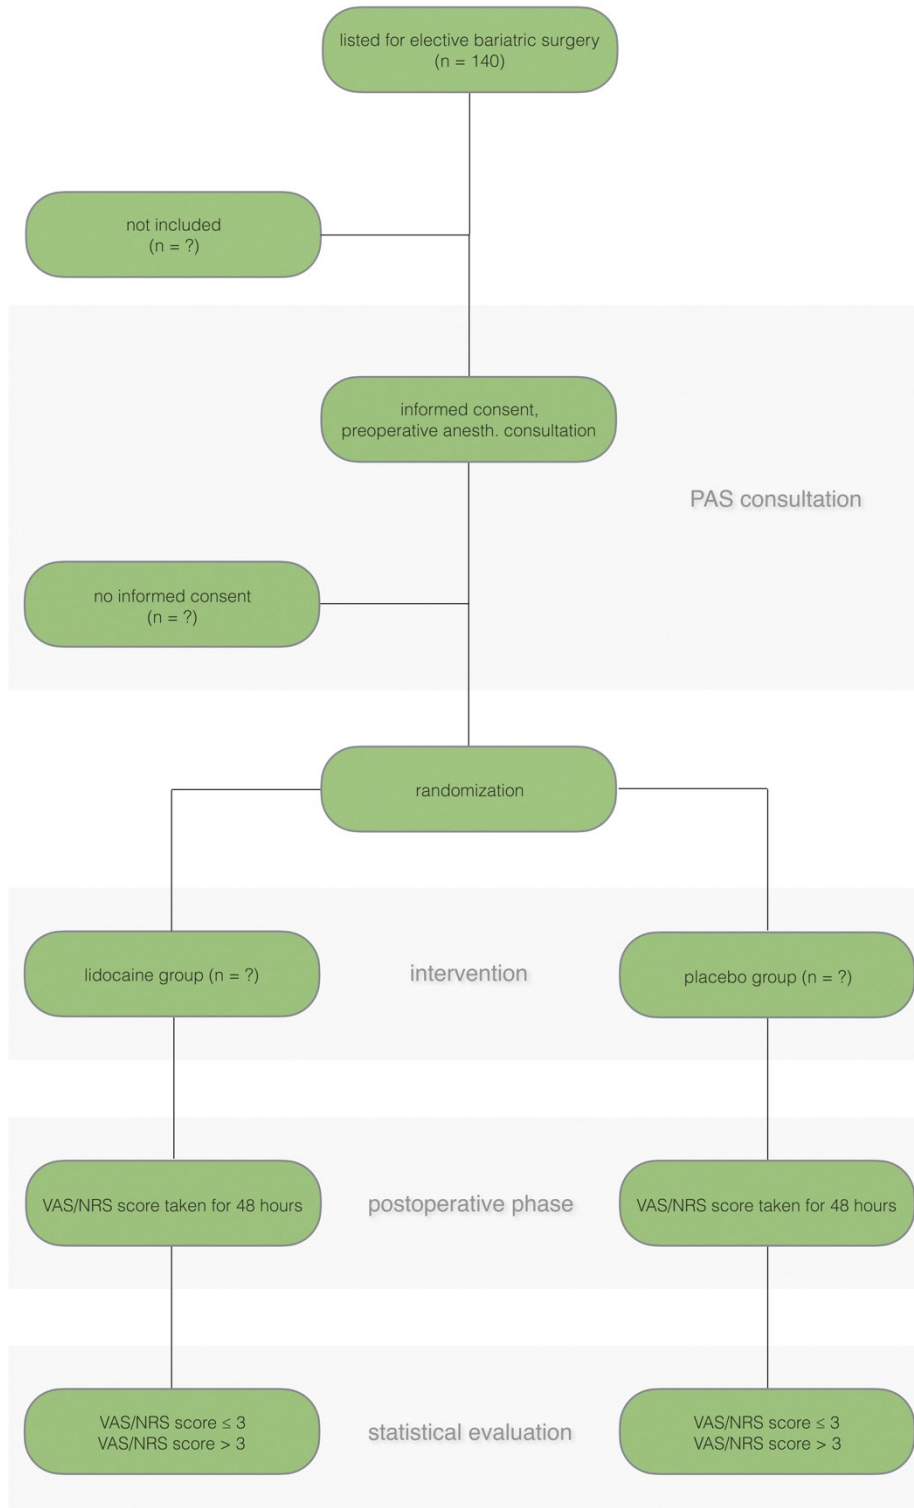 listed for elective bariatric surgery
(n = 140)
not included
(n = ?)
informed consent,
preoperative anesth. consultation
PAS consultation
no informed consent
(n = ?)
randomization
lidocaine group (n = ?)
intervention
placebo group (n = ?)
VAS/NRS score taken for 48 hours
postoperative phase
VAS/NRS score taken for 48 hours
VAS/NRS score ≤ 3
VAS/NRS score > 3
statistical evaluation
VAS/NRS score ≤ 3
VAS/NRS score > 3